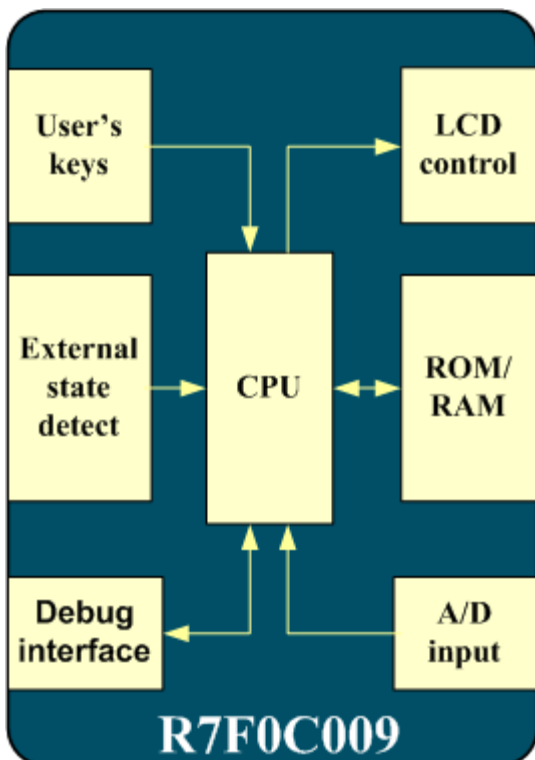 User's
keys
LCD
control
External
state
detect
CPU
ROM/
RAM
Debug
interface
A/D
input
R7F0C009